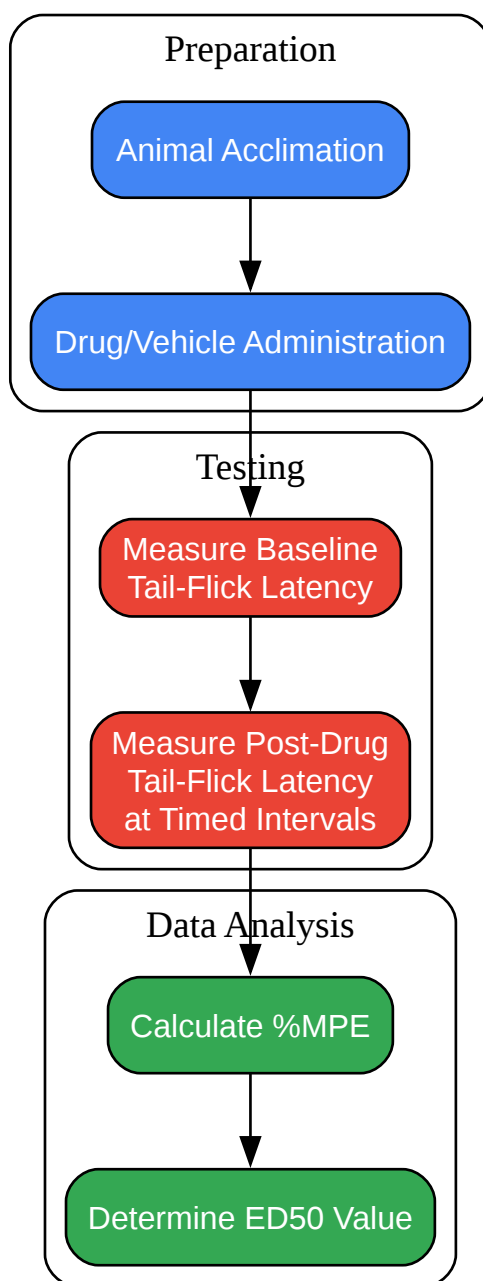 Preparation
Animal Acclimation
Drug/Vehicle Administration
Testing
Measure Baseline
Tail-Flick Latency
Measure Post-Drug
Tail-Flick Latency
at Timed Intervals
Data Analysis
Calculate %MPE
Determine ED50 Value